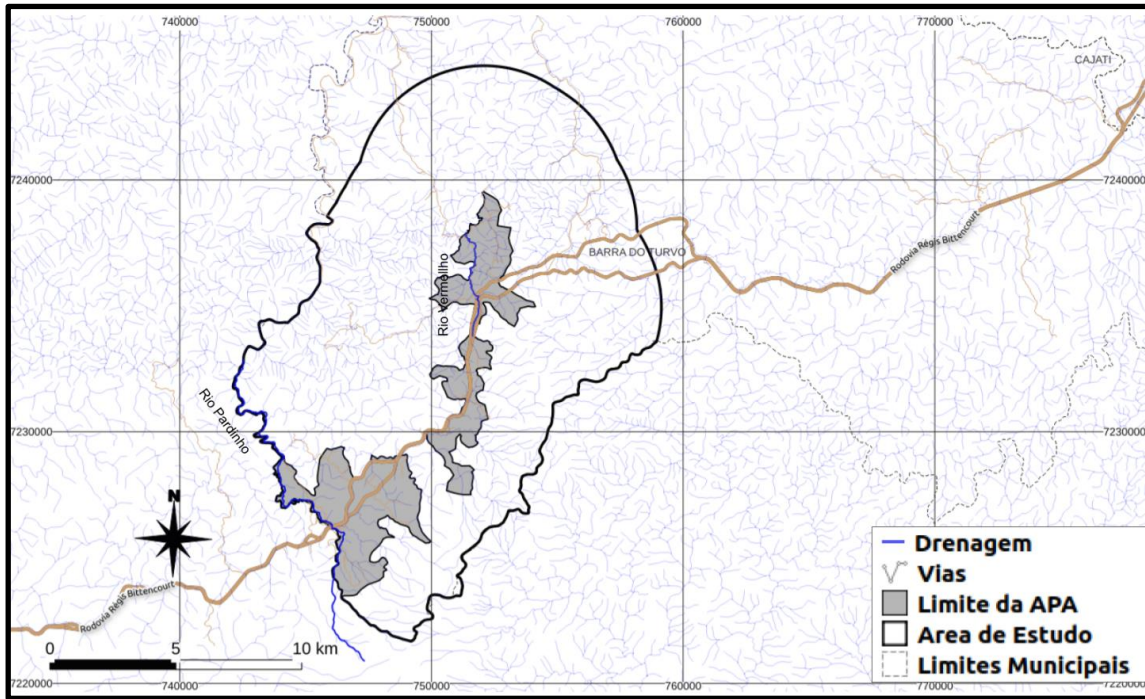 740000
750000
760000
770000
CAJATI
7240000
7240000
Rodovia Régis Bittencourt
BARRA DO TURVO
Rio Vermellho
Rio Pardinho
7230000
7230000
N
Rodovia Régis Bittencourt
0 5 10 km
7220000
740000
750000
760000
770000
7220000
Drenagem
Vias
Limite da APA
Area de Estudo
Limites Municipais